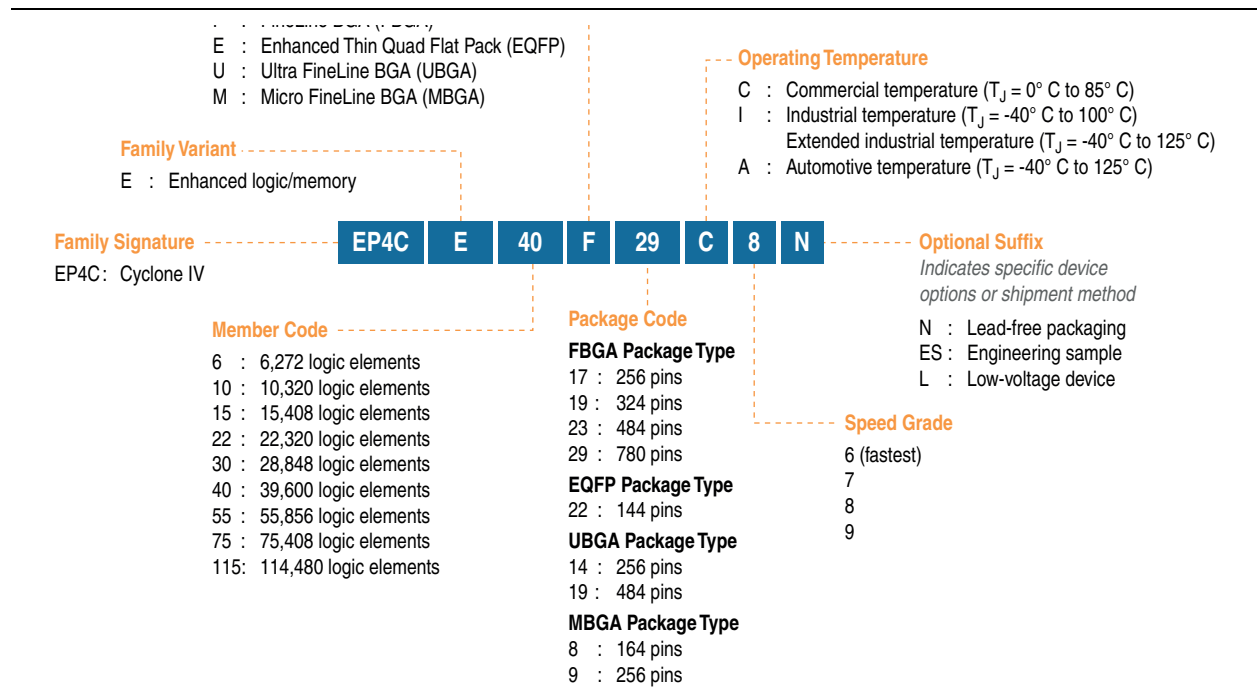 E : Enhanced Thin Quad Flat Pack (EQFP)
U : Ultra FineLine BGA (UBGA)
M : Micro FineLine BGA (MBGA)
Operating Temperature
C : Commercial temperature (TJ = 0° C to 85° C)
I : Industrial temperature (TJ = -40° C to 100° C)
Extended industrial temperature (TJ = -40° C to 125° C)
A : Automotive temperature (TJ = -40° C to 125° C)
Family Variant
E : Enhanced logic/memory
Family Signature
EP4C : Cyclone IV
EP4C E 40 F 29 C 8 N
Optional Suffix
Indicates specific device
options or shipment method
N : Lead-free packaging
ES : Engineering sample
L : Low-voltage device
Member Code
6 : 6,272 logic elements
10 : 10,320 logic elements
15 : 15,408 logic elements
22 : 22,320 logic elements
30 : 28,848 logic elements
40 : 39,600 logic elements
55 : 55,856 logic elements
75 : 75,408 logic elements
115: 114,480 logic elements
Package Code
FBGA Package Type
17 : 256 pins
19 : 324 pins
23 : 484 pins
29 : 780 pins
EQFP Package Type
22 : 144 pins
UBGA Package Type
14 : 256 pins
19 : 484 pins
MBGA Package Type
8 : 164 pins
9 : 256 pins
Speed Grade
6 (fastest)
7
8
9